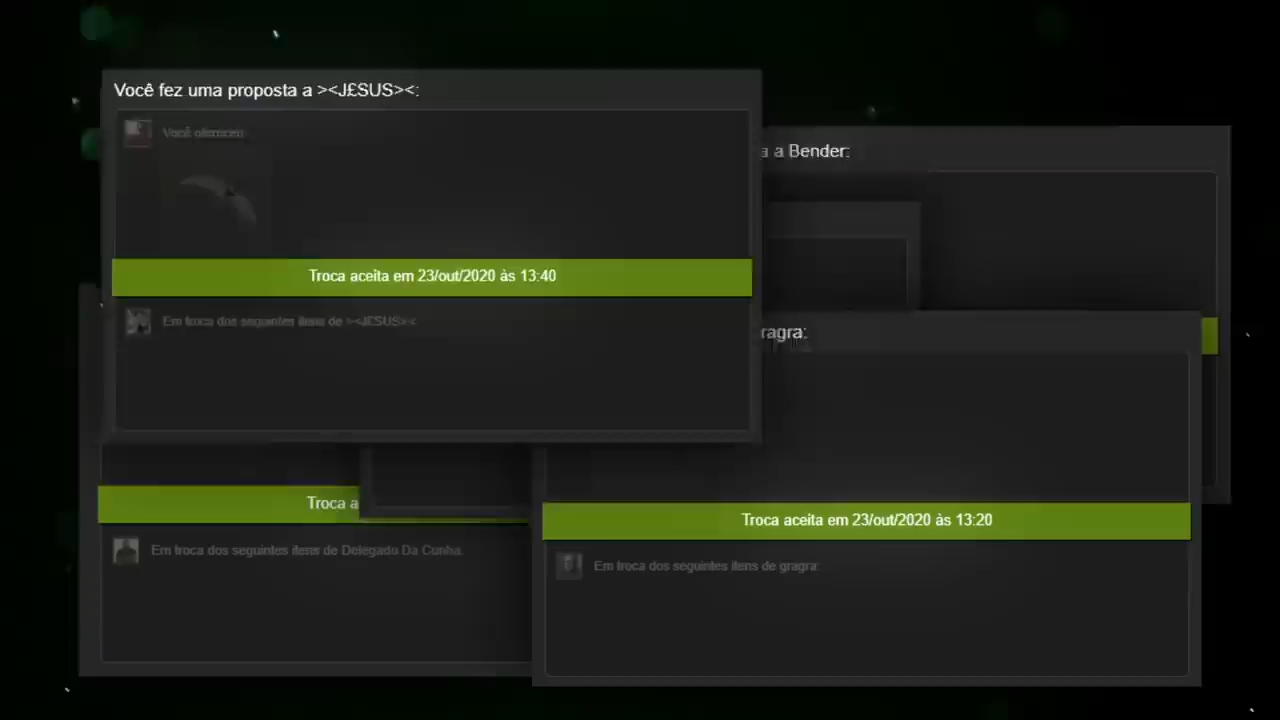 Você fez uma proposta a ><J£SUS><:
Você ofereceu:
Troca aceita em 23/out/2020 às 13:40
Em troca dos seguintes itens de ><J£SUS><
a a Bender:
ragra:
Troca a
Em troca dos seguintes itens de Delegado Da Cunha:
Troca aceita em 23/out/2020 às 13:20
Em troca dos seguintes itens de gragra: